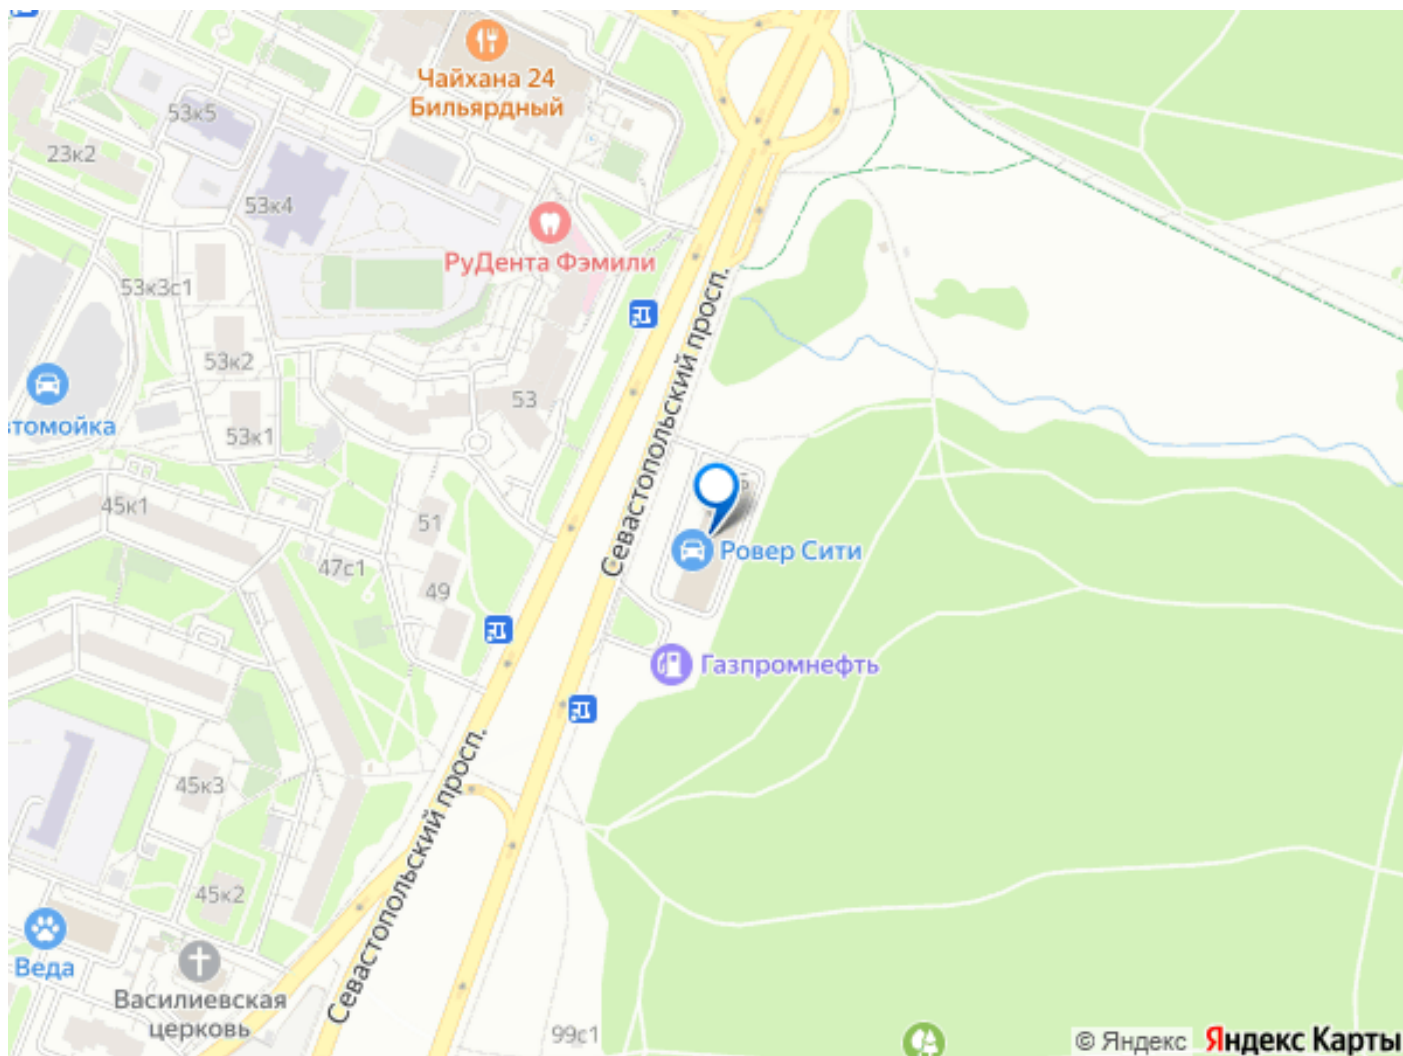 Чайхана 24
Бильярдный
53к5
23к2
53к4
РуДента Фэмили
53к3с1
53к2
53
томойка
53к1
Севастопольский просп.
45к1
51
Ровер Сити
47с1
49
Газпромнефть
45к3
Севастопольский просп.
45к2
Веда
Василиевская
церковь
99с1
© Яндекс
Яндекс Карты